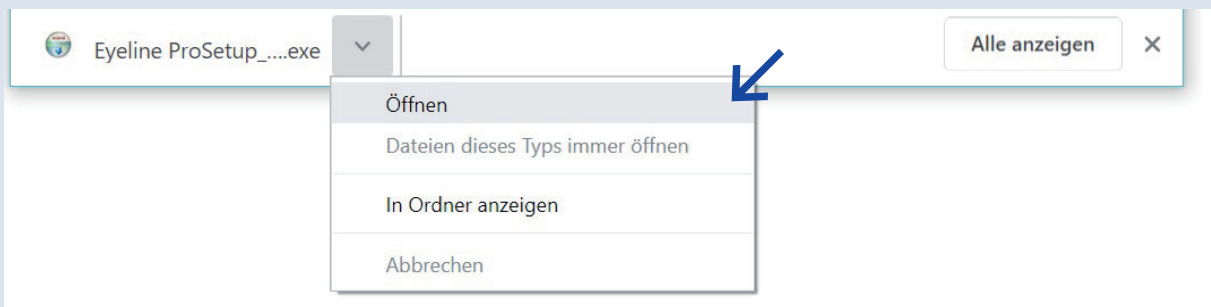 Eyeline ProSetup_....exe
Alle anzeigen
Öffnen
Dateien dieses Typs immer öffnen
In Ordner anzeigen
Abbrechen